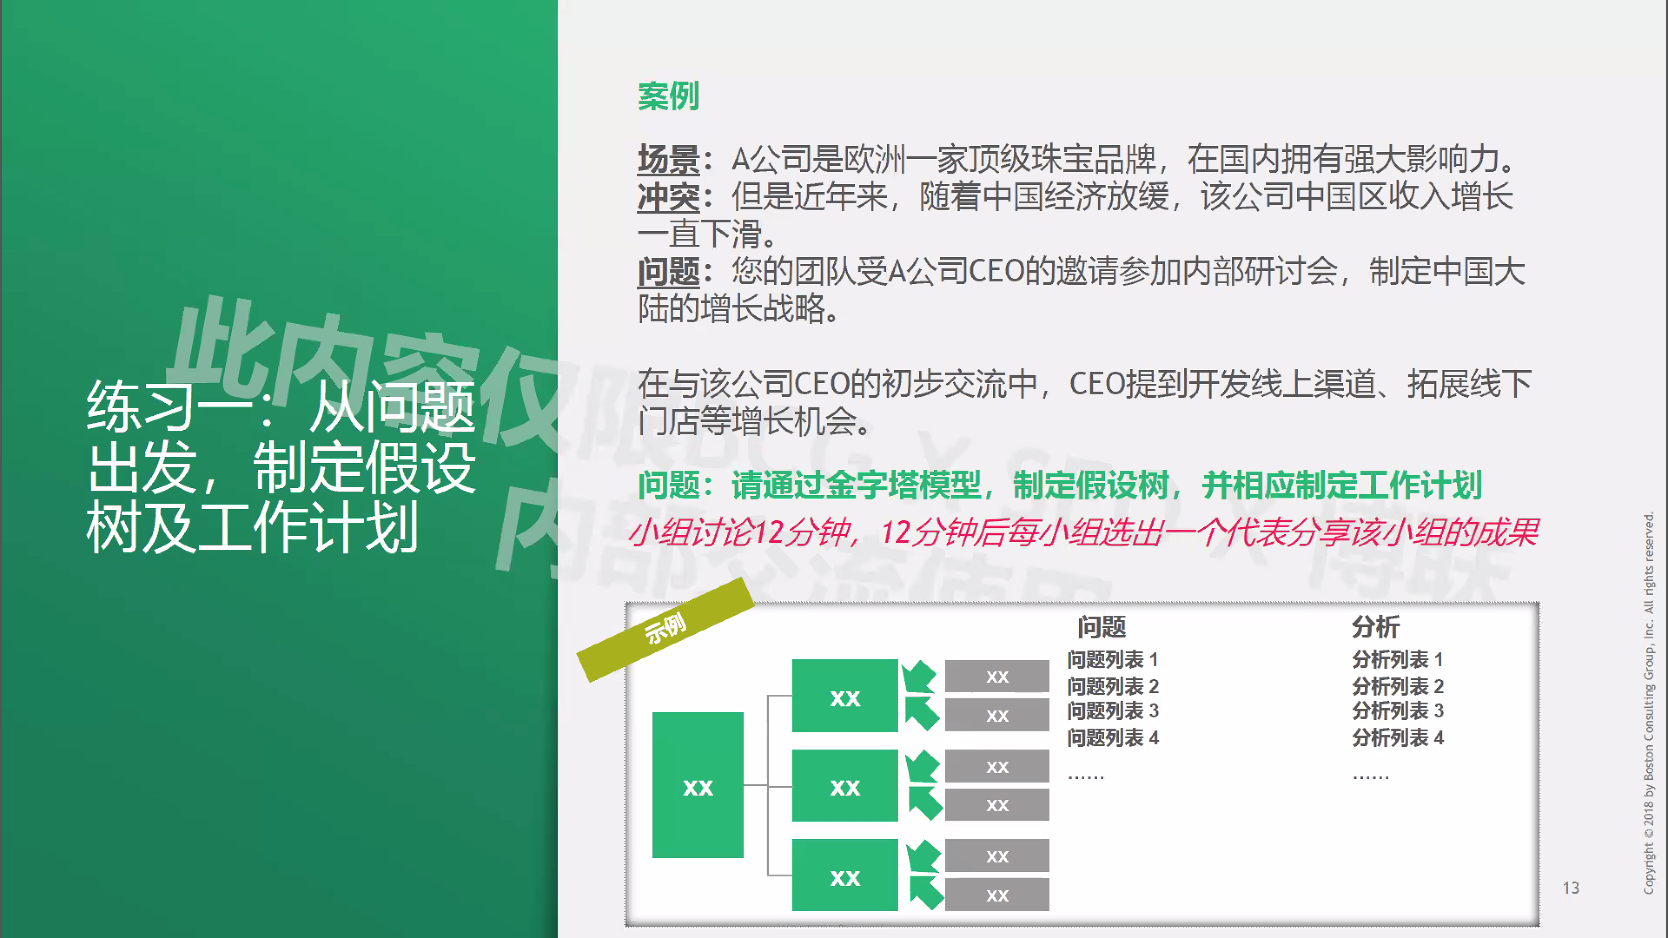 练习一：从问题
出发，制定假设
树及工作计划
案例
场景：A公司是欧洲一家顶级珠宝品牌，在国内拥有强大影响力。
冲突：但是近年来，随着中国经济放缓，该公司中国区收入增长
一直下滑。
问题：您的团队受A公司CEO的邀请参加内部研讨会，制定中国大
陆的增长战略。
在与该公司CEO的初步交流中，CEO提到开发线上渠道、拓展线下
门店等增长机会。
问题：请通过金字塔模型，制定假设树，并相应制定工作计划
小组讨论12分钟，12分钟后每小组选出一个代表分享该小组的成果
此内容仅限BCG X SFD X 博联
内部交流使用
示例
xx
xx
xx
xx
xx
xx
xx
xx
xx
xx
问题
问题列表 1
问题列表 2
问题列表 3
问题列表 4
......
分析
分析列表 1
分析列表 2
分析列表 3
分析列表 4
......
13
Copyright © 2018 by Boston Consulting Group, Inc. All rights reserved.